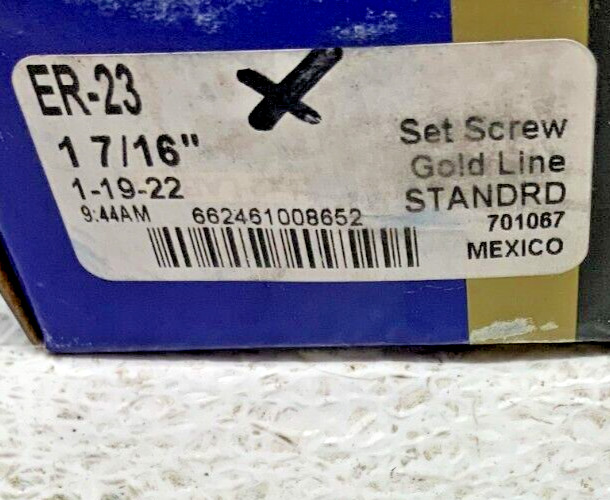 ER-23
1 7/16"
1-19-22
9:44AM
662461008652
Set Screw
Gold Line
STANDRD
701067
MEXICO